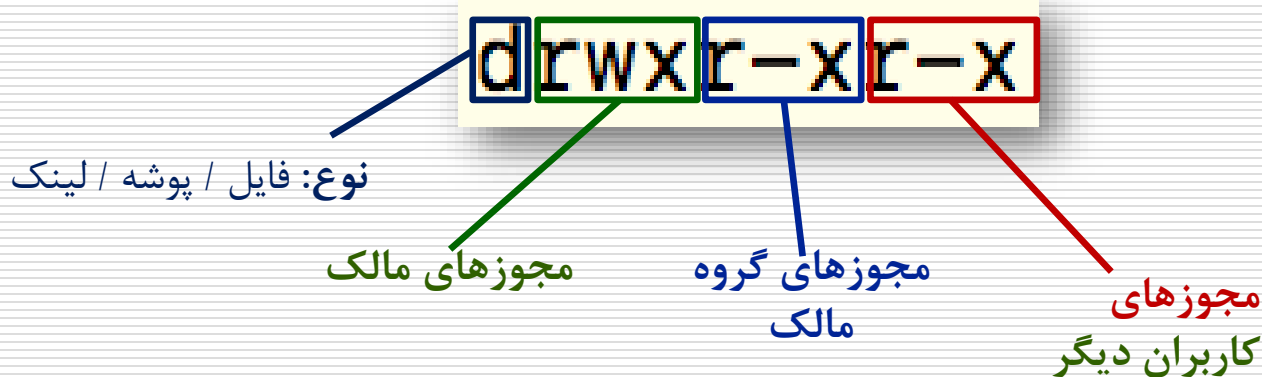 drwxr-xr-x
نوع: فایل / پوشه / لینک
مجوزهای مالک
مجوزهای گروه
مالک
مجوزهای
کاربران دیگر